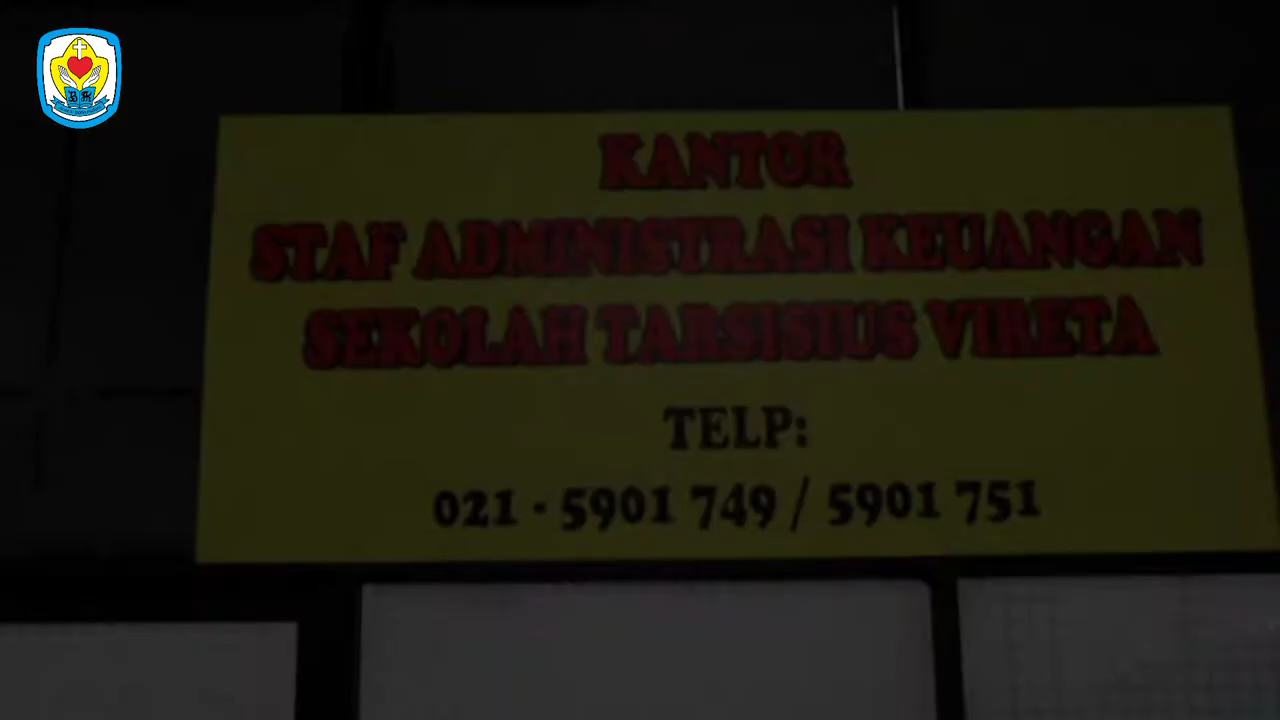 KANTOR
STAF ADMINISTRASI KEUANGAN
SEKOLAH TARSISIUS VIRETA
TELP:
021 - 5901 749 / 5901 751